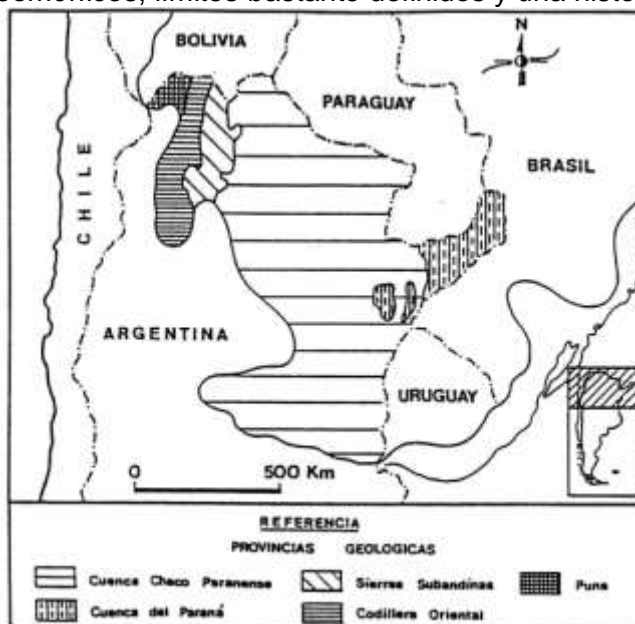 BOLIVIA
N
PARAGUAY
BRASIL
CHILE
ARGENTINA
URUGUAY
0 500 Km
REFERENCIA
PROVINCIAS GEOLOGICAS
Cuenca Chaco Paranense Sierras Subandinas Puna
Cuenca del Paraná Codillera Oriental